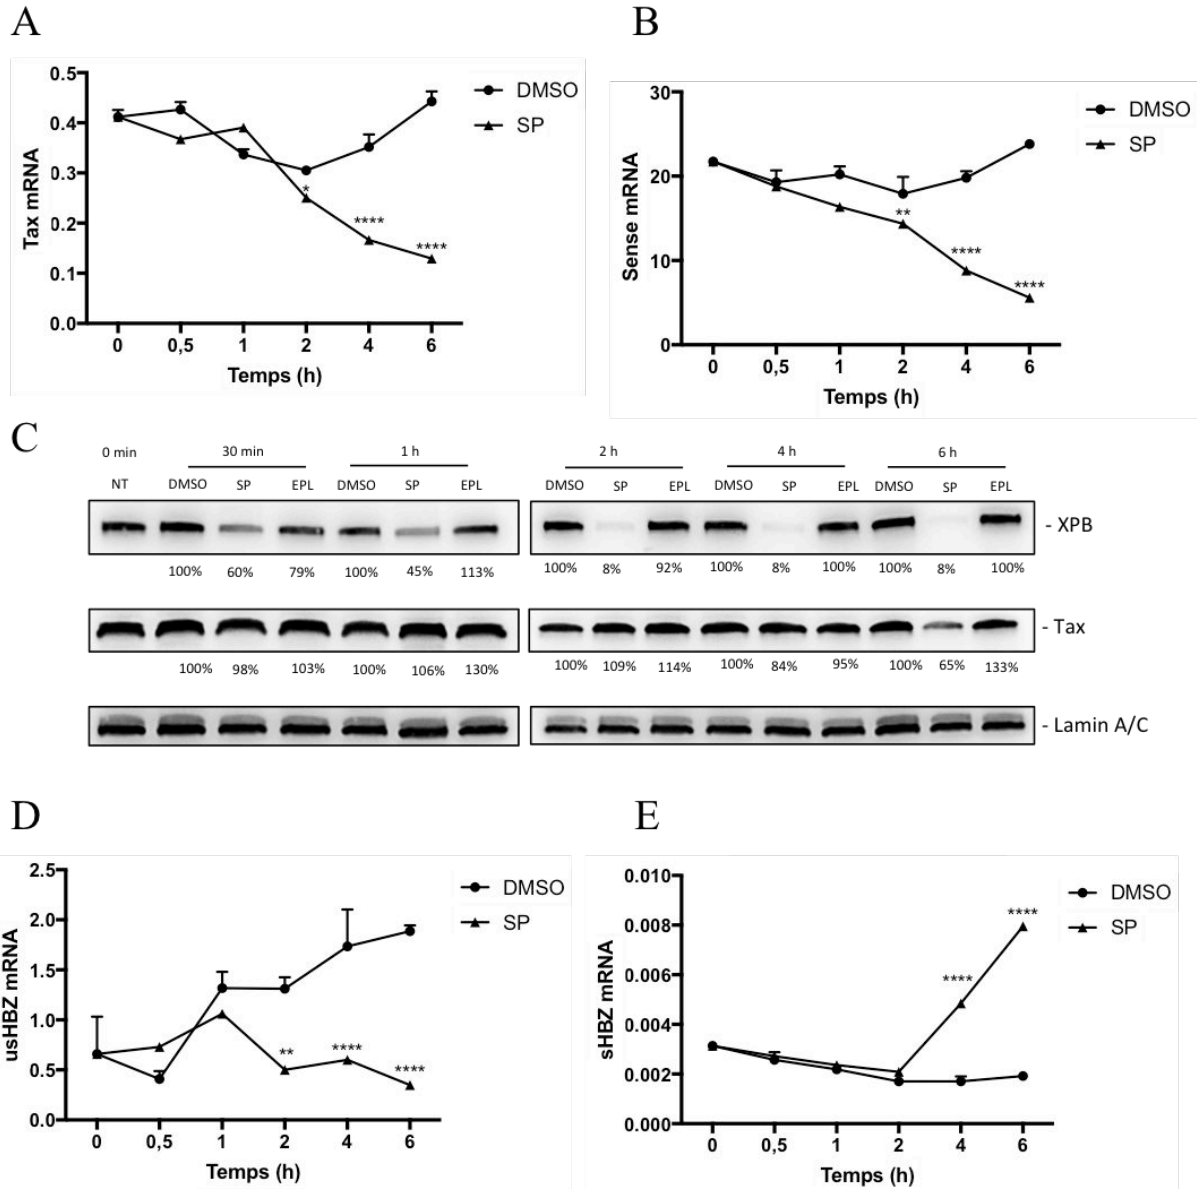 A
0.5
0.4
0.3
0.2
0.1
0.0
Tax mRNA
DMSO
SP
*
****
****
0 0,5 1 2 4 6
Temps (h)
B
30
20
10
0
Sense mRNA
DMSO
SP
**
****
****
0 0,5 1 2 4 6
Temps (h)
C
0 min 30 min 1 h 2 h 4 h 6 h
NT DMSO SP EPL DMSO SP EPL DMSO SP EPL DMSO SP EPL DMSO SP EPL
- XPB
100% 60% 79% 100% 45% 113% 100% 8% 92% 100% 8% 100% 100% 8% 100%
- Tax
100% 98% 103% 100% 106% 130% 100% 109% 114% 100% 84% 95% 100% 65% 133%
- Lamin A/C
D
2.5
2.0
1.5
1.0
0.5
0.0
usHBZ mRNA
DMSO
SP
**
****
****
0 0,5 1 2 4 6
Temps (h)
E
0.010
0.008
0.006
0.004
0.002
0.000
sHBZ mRNA
DMSO
SP
****
****
0 0,5 1 2 4 6
Temps (h)